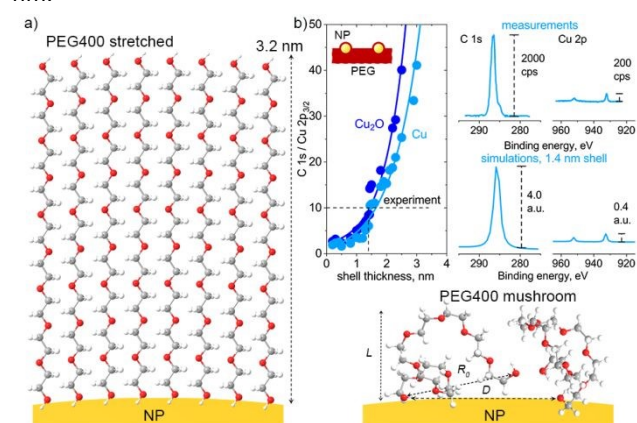 a)
PEG400 stretched
3.2 nm
NP
b)
C 1s / Cu 2p3/2
50
40
30
20
10
0
0 1 2 3 4
shell thickness, nm
NP
PEG
Cu2O
Cu
experiment
measurements
C 1s
Cu 2p
2000
cps
200
cps
290 280
960 920
Binding energy, eV
Binding energy, eV
simulations, 1.4 nm shell
4.0
a.u.
0.4
a.u.
290 280
960 920
Binding energy, eV
Binding energy, eV
PEG400 mushroom
L
R0
D
NP